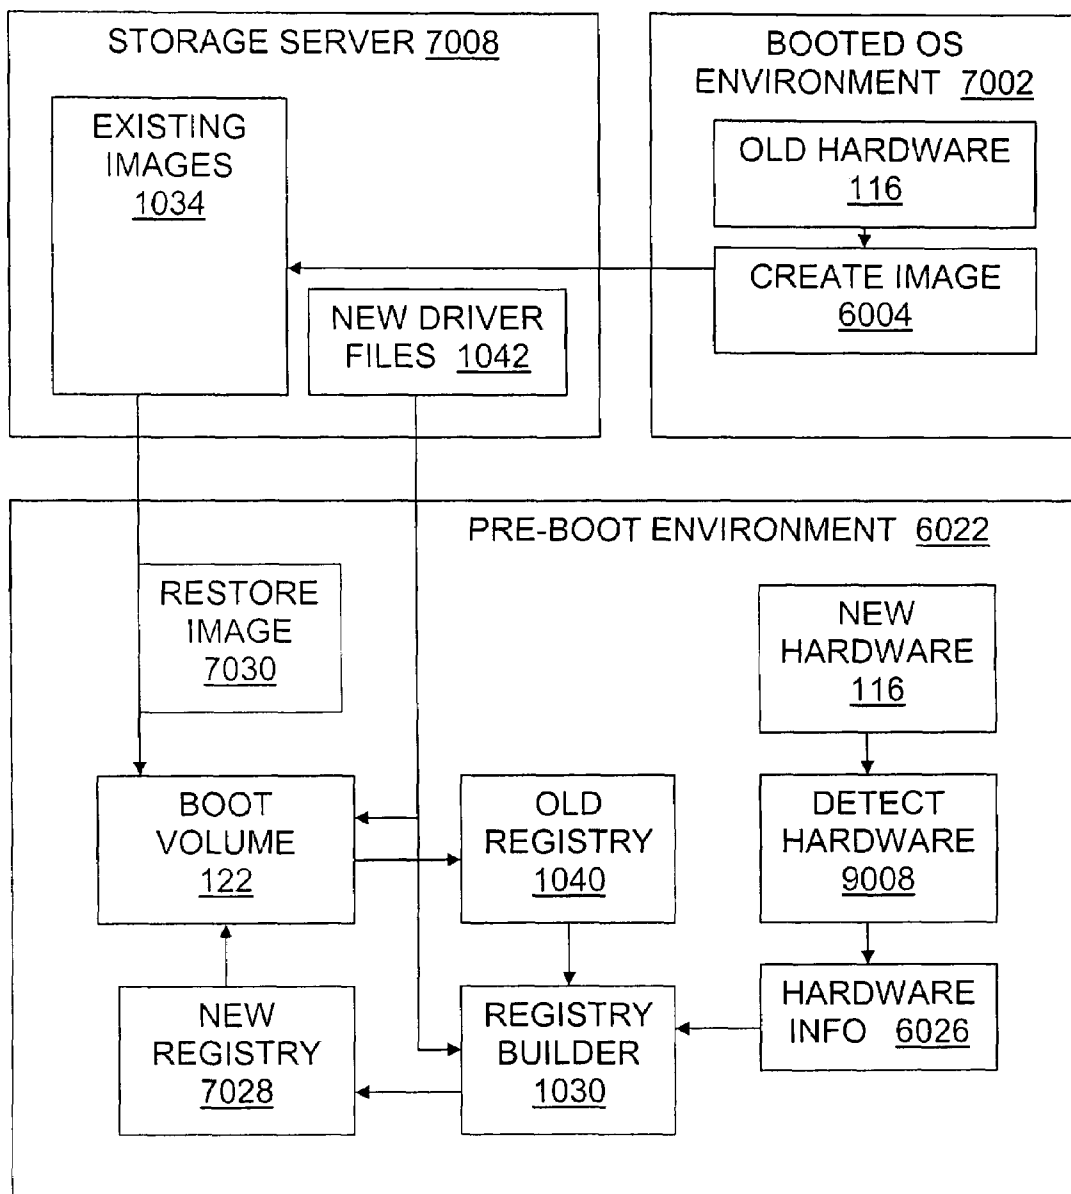 STORAGE SERVER 7008
EXISTING
IMAGES
1034
NEW DRIVER
FILES 1042
BOOTED OS
ENVIRONMENT 7002
OLD HARDWARE
116
CREATE IMAGE
6004
PRE-BOOT ENVIRONMENT 6022
RESTORE
IMAGE
7030
NEW
HARDWARE
116
BOOT
VOLUME
122
OLD
REGISTRY
1040
DETECT
HARDWARE
9008
NEW
REGISTRY
7028
REGISTRY
BUILDER
1030
HARDWARE
INFO 6026